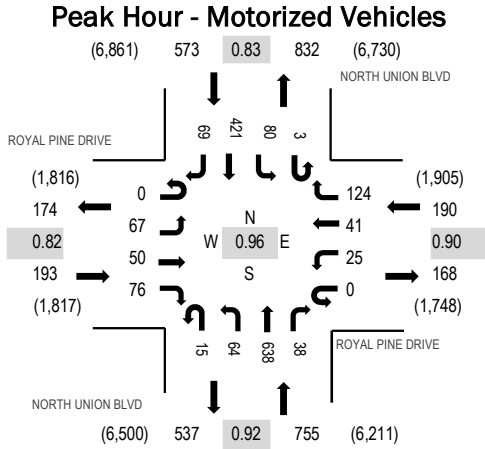 Peak Hour - Motorized Vehicles
(6,861) 573 0.83 832 (6,730)
NORTH UNION BLVD
69 421 80 3
ROYAL PINE DRIVE
(1,816) (1,905)
174 0 124 190
67 N 41
0.82 50 W 0.96 E 25 0.90
193 76 S 0 168
(1,817) (1,748)
15 64 638 38
ROYAL PINE DRIVE
NORTH UNION BLVD
(6,500) 537 0.92 755 (6,211)